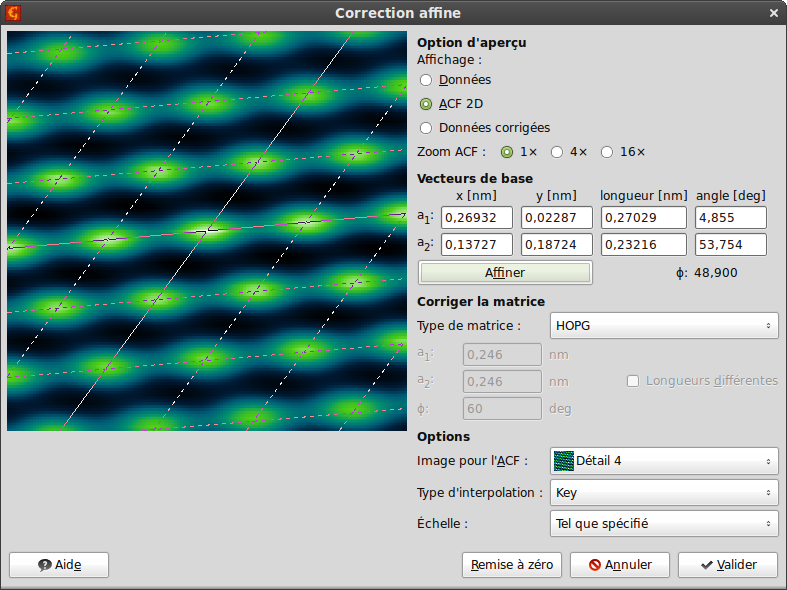 Correction affine
Option d'aperçu
Affichage :
Données
ACF 2D
Données corrigées
Zoom ACF : 1× 4× 16×
Vecteurs de base
x [nm] y [nm] longueur [nm] angle [deg]
a1: 0,26932 0,02287 0,27029 4,855
a2: 0,13727 0,18724 0,23216 53,754
Affiner ϕ: 48,900
Corriger la matrice
Type de matrice : HOPG
a1: 0,246 nm
a2: 0,246 nm Longueurs différentes
ϕ: 60 deg
Options
Image pour l'ACF : Détail 4
Type d'interpolation : Key
Échelle : Tel que spécifié
Aide Remise à zéro Annuler Valider